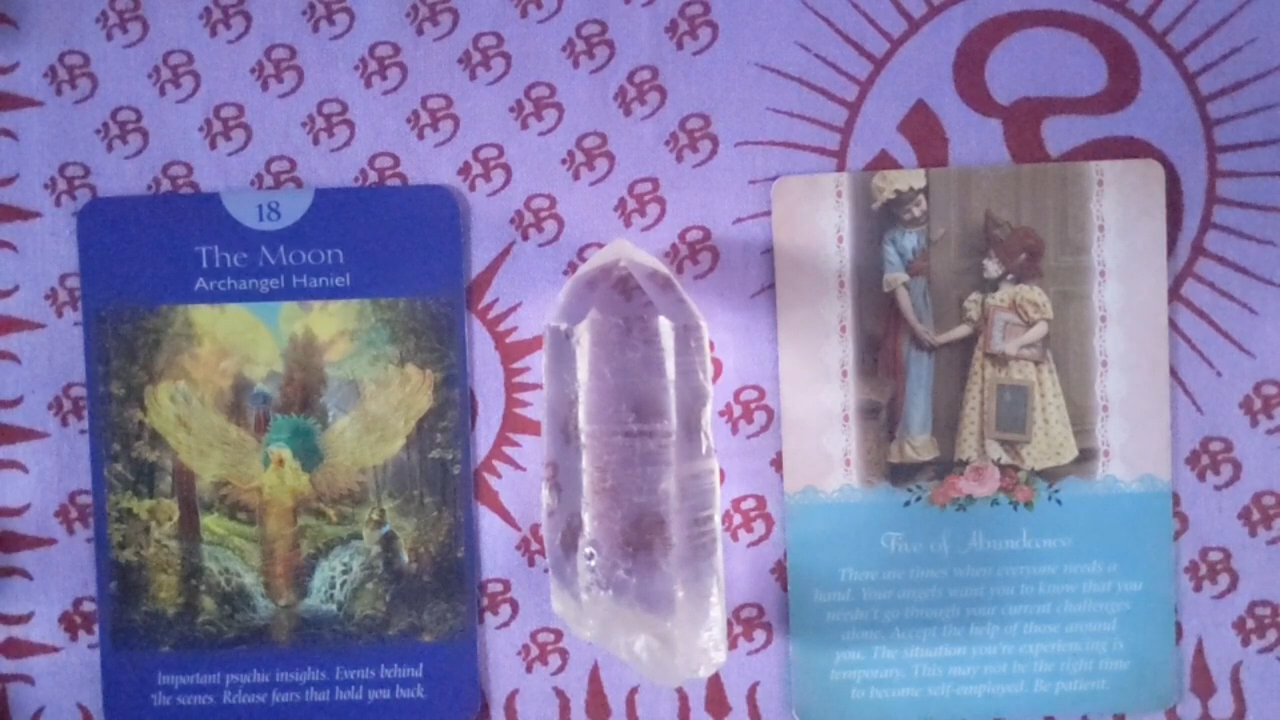 18
The Moon
Archangel Haniel
Important psychic insights. Events behind
the scenes. Release fears that hold you back.
Five of Abundance
There are times when everyone needs a
hand. Your angels want you to know that you
needn't go through your current challenges
alone. Accept the help of those around
you. The situation you're experiencing is
temporary. This may not be the right time
to become self-employed. Be patient.
ॐ